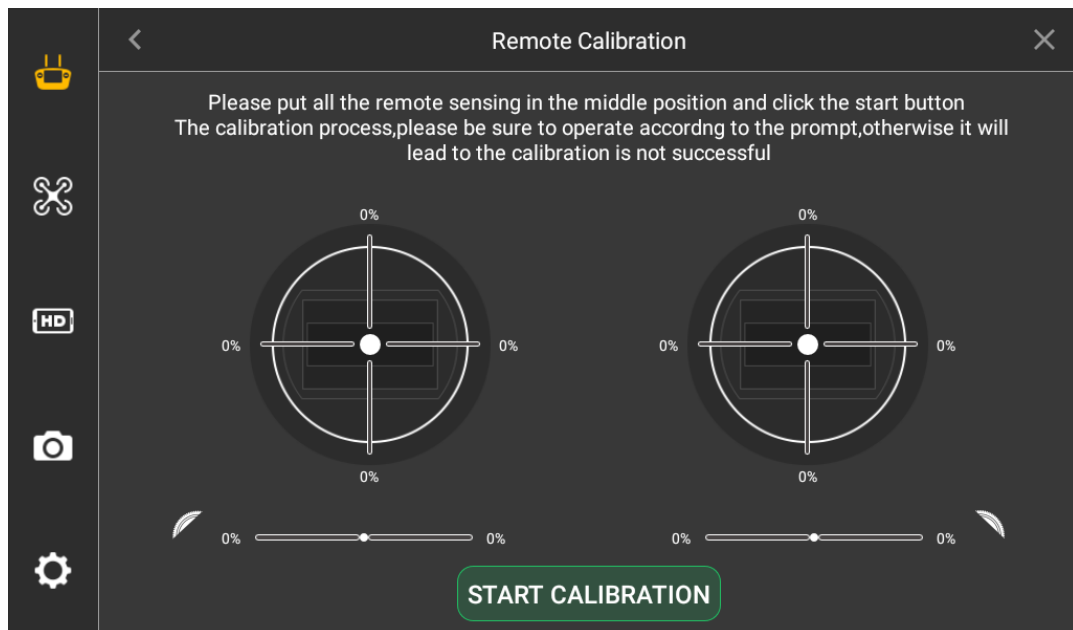 Remote Calibration
Please put all the remote sensing in the middle position and click the start button
The calibration process,please be sure to operate accordng to the prompt,otherwise it will
lead to the calibration is not successful
0%
0%
HD
0%
0%
0%
0%
0%
0%
0%
0%
0%
0%
START CALIBRATION